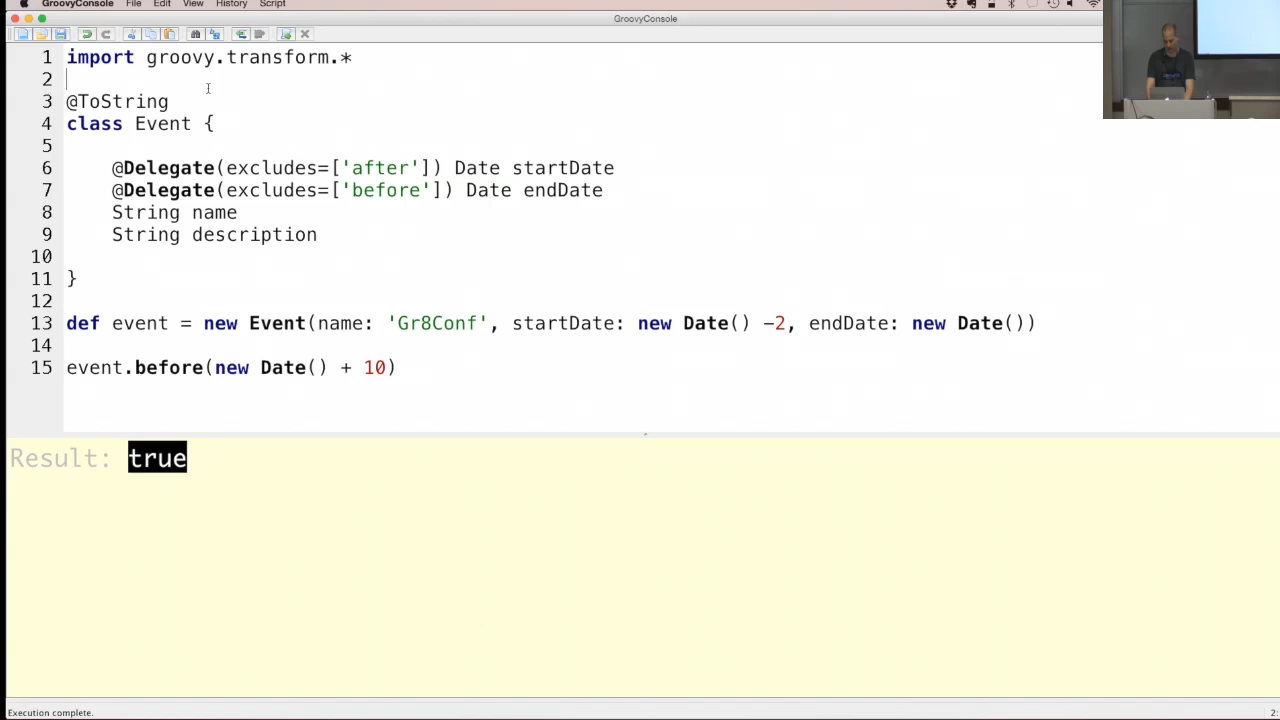 GroovyConsole File Edit View History Script
GroovyConsole
1 import groovy.transform.*
2
3 @ToString
4 class Event {
5
6 @Delegate(excludes=['after']) Date startDate
7 @Delegate(excludes=['before']) Date endDate
8 String name
9 String description
10
11 }
12
13 def event = new Event(name: 'Gr8Conf', startDate: new Date() -2, endDate: new Date())
14
15 event.before(new Date() + 10)
Result: true
Execution complete.
2: